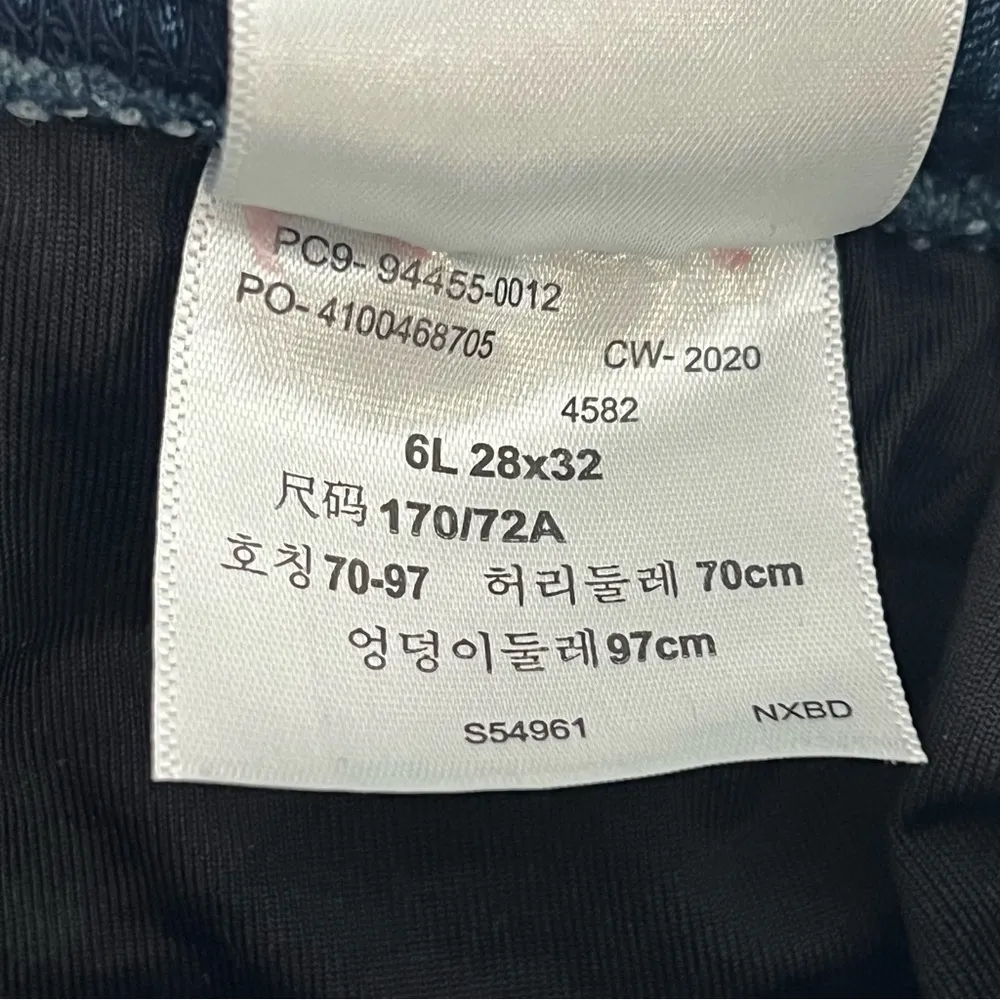 PC9- 94455-0012
PO- 4100468705
CW- 2020
4582
6L 28x32
尺码 170/72A
호칭 70-97 허리둘레 70cm
엉덩이둘레 97cm
S54961
NXBD